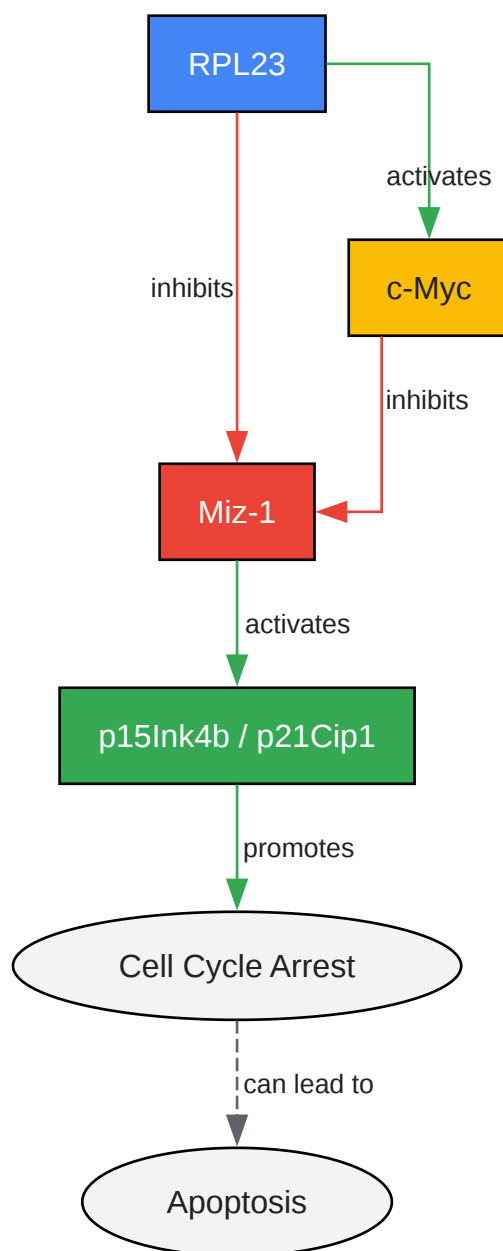 RPL23
activates
inhibits
c-Myc
inhibits
Miz-1
activates
p15Ink4b / p21Cip1
promotes
Cell Cycle Arrest
can lead to
Apoptosis